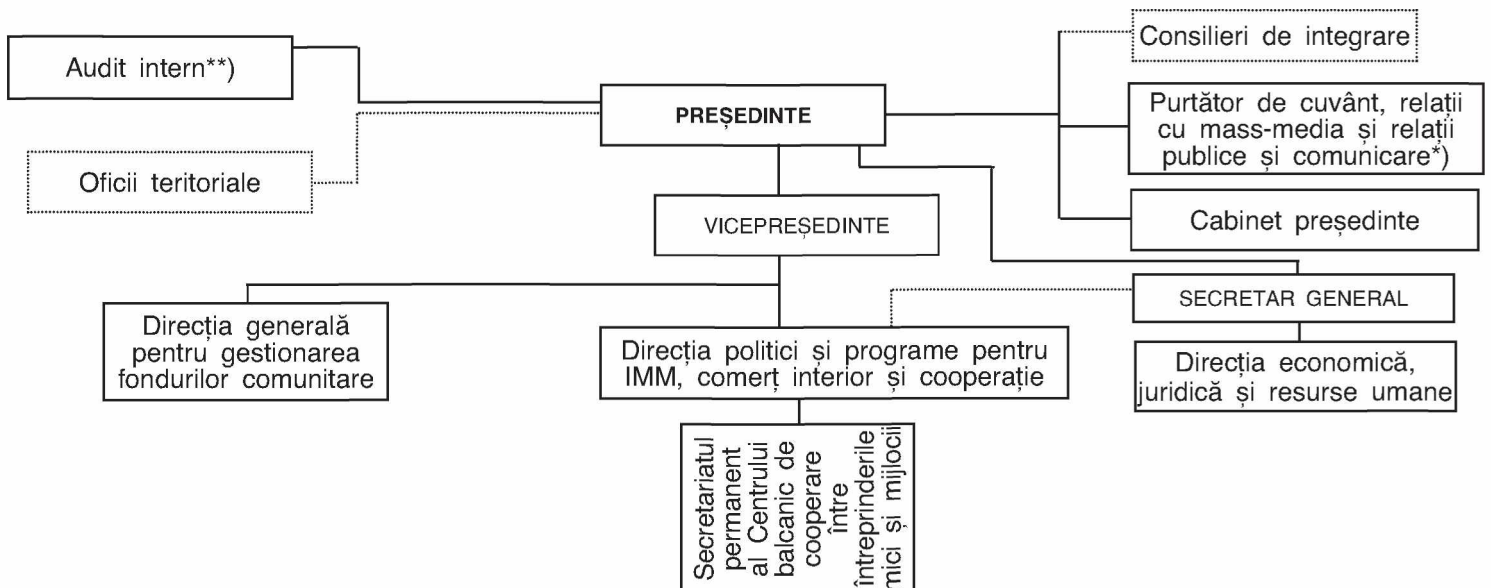 Consilieri de integrare
Audit intern**)
PREȘEDINTE
Purtător de cuvânt, relații
cu mass-media și relații
publice și comunicare*)
Oficii teritoriale
VICEPREȘEDINTE
Cabinet președinte
SECRETAR GENERAL
Direcția generală
pentru gestionarea
fondurilor comunitare
Direcția politici și programe pentru
IMM, comerț interior și cooperație
Direcția economică,
juridică și resurse umane
Secretariatul
permanent
al Centrului
balcanic de
cooperare
între
întreprinderile
mici și mijlocii